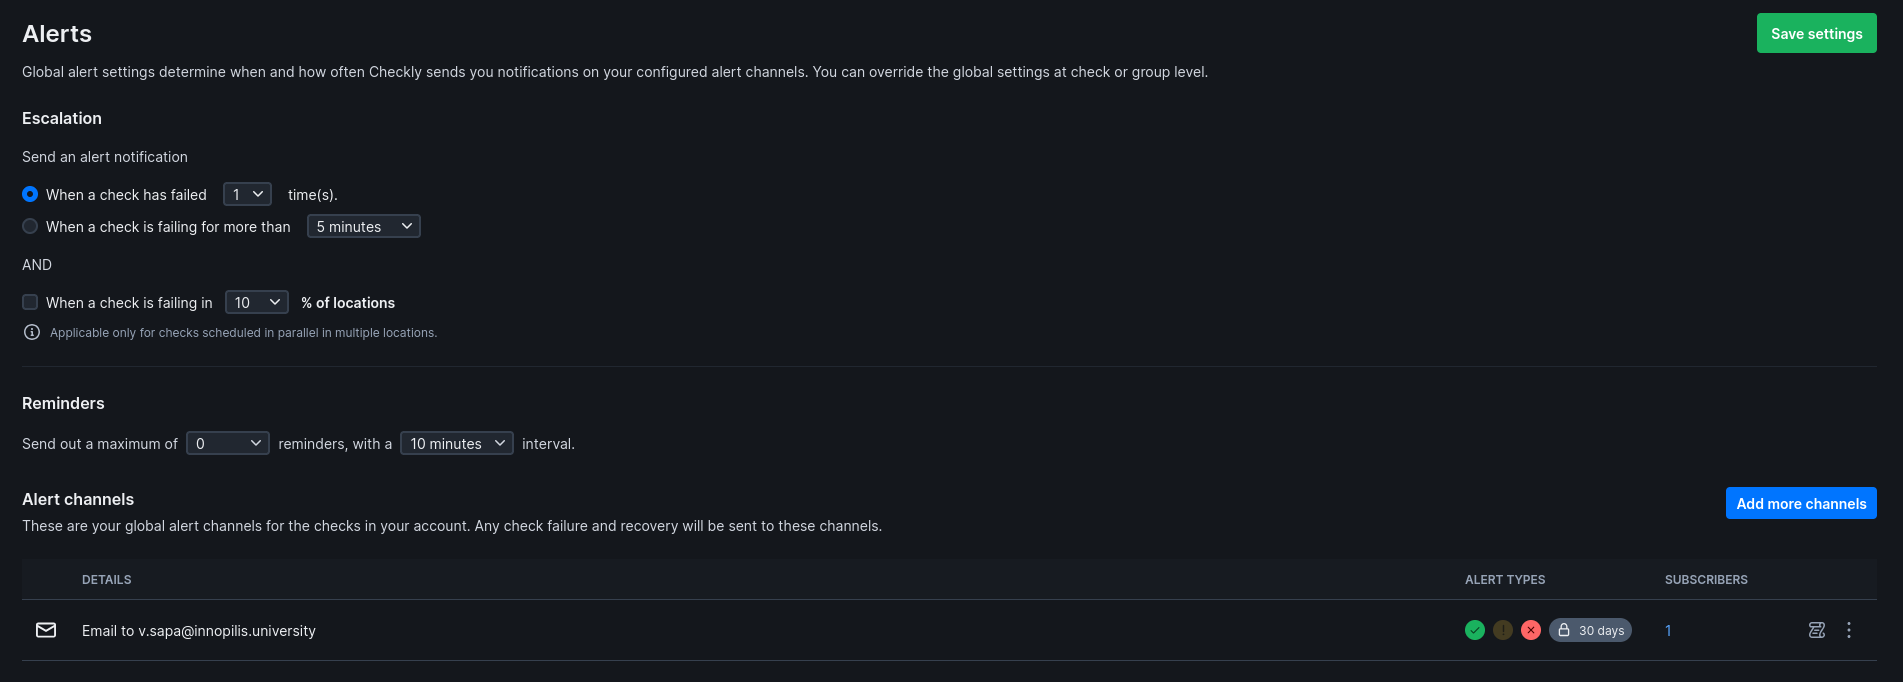 Alerts
Save settings
Global alert settings determine when and how often Checkly sends you notifications on your configured alert channels. You can override the global settings at check or group level.
Escalation
Send an alert notification
When a check has failed 1 time(s).
When a check is failing for more than 5 minutes
AND
When a check is failing in 10 % of locations
Applicable only for checks scheduled in parallel in multiple locations.
Reminders
Send out a maximum of 0 reminders, with a 10 minutes interval.
Alert channels
Add more channels
These are your global alert channels for the checks in your account. Any check failure and recovery will be sent to these channels.
DETAILS ALERT TYPES SUBSCRIBERS
Email to v.sapa@innopilis.university 30 days 1